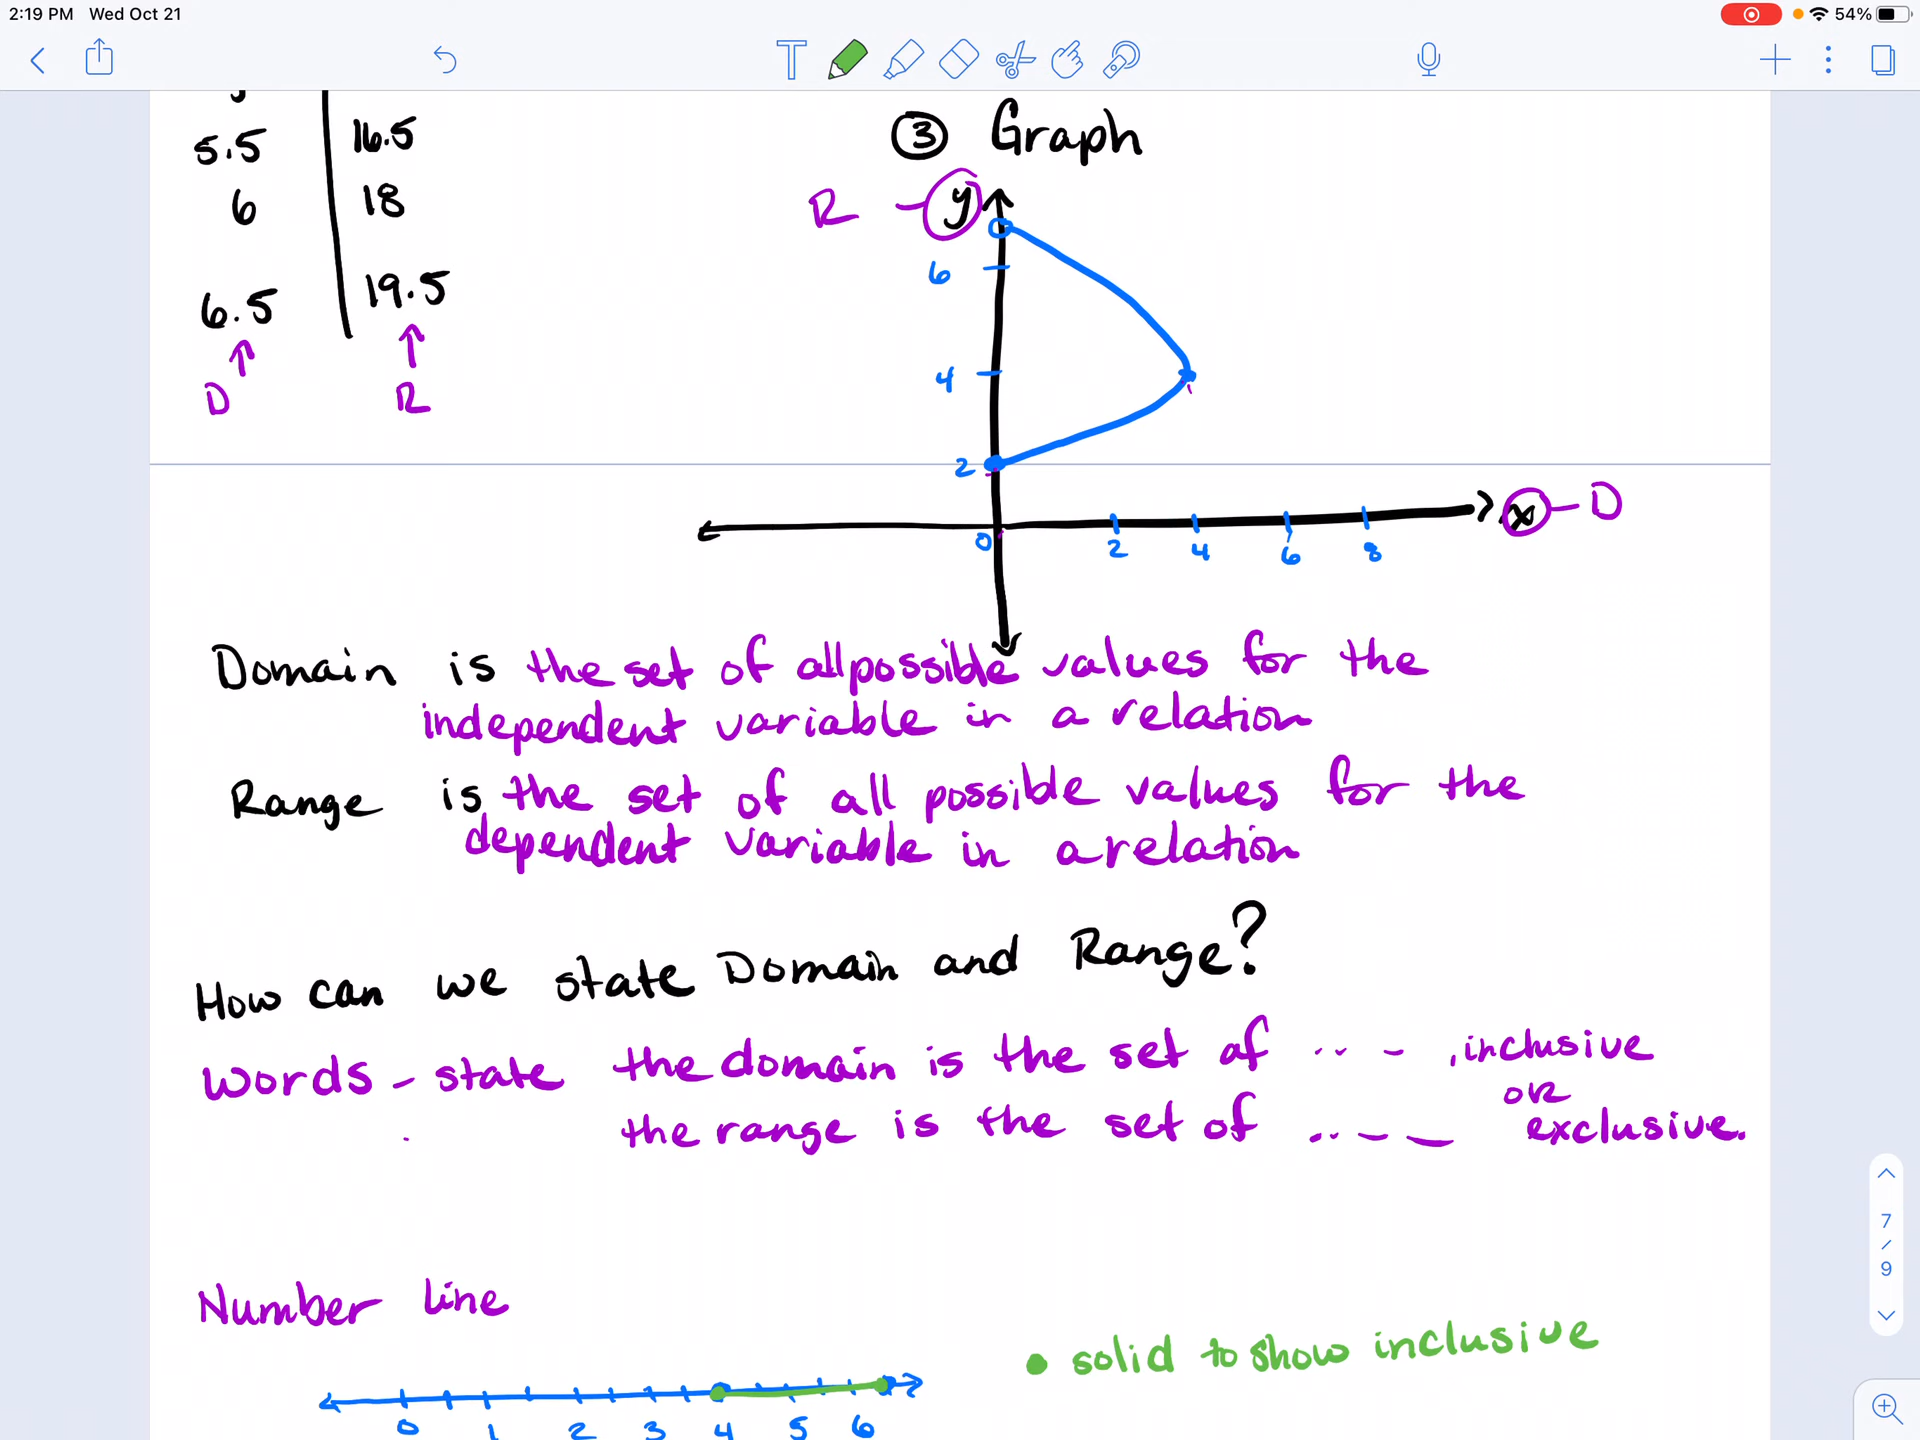 2:19 PM Wed Oct 21
54%
5.5 16.5
6 18
6.5 19.5
D R
③ Graph
R y
6
4
2
0 2 4 6 8
x D
Domain is the set of all possible values for the
independent variable in a relation
Range is the set of all possible values for the
dependent variable in a relation
How can we state Domain and Range?
Words - state the domain is the set of .. - , inclusive
or
the range is the set of .. - — exclusive.
Number line
• solid to show inclusive
0 1 2 3 4 5 6
7
/
9